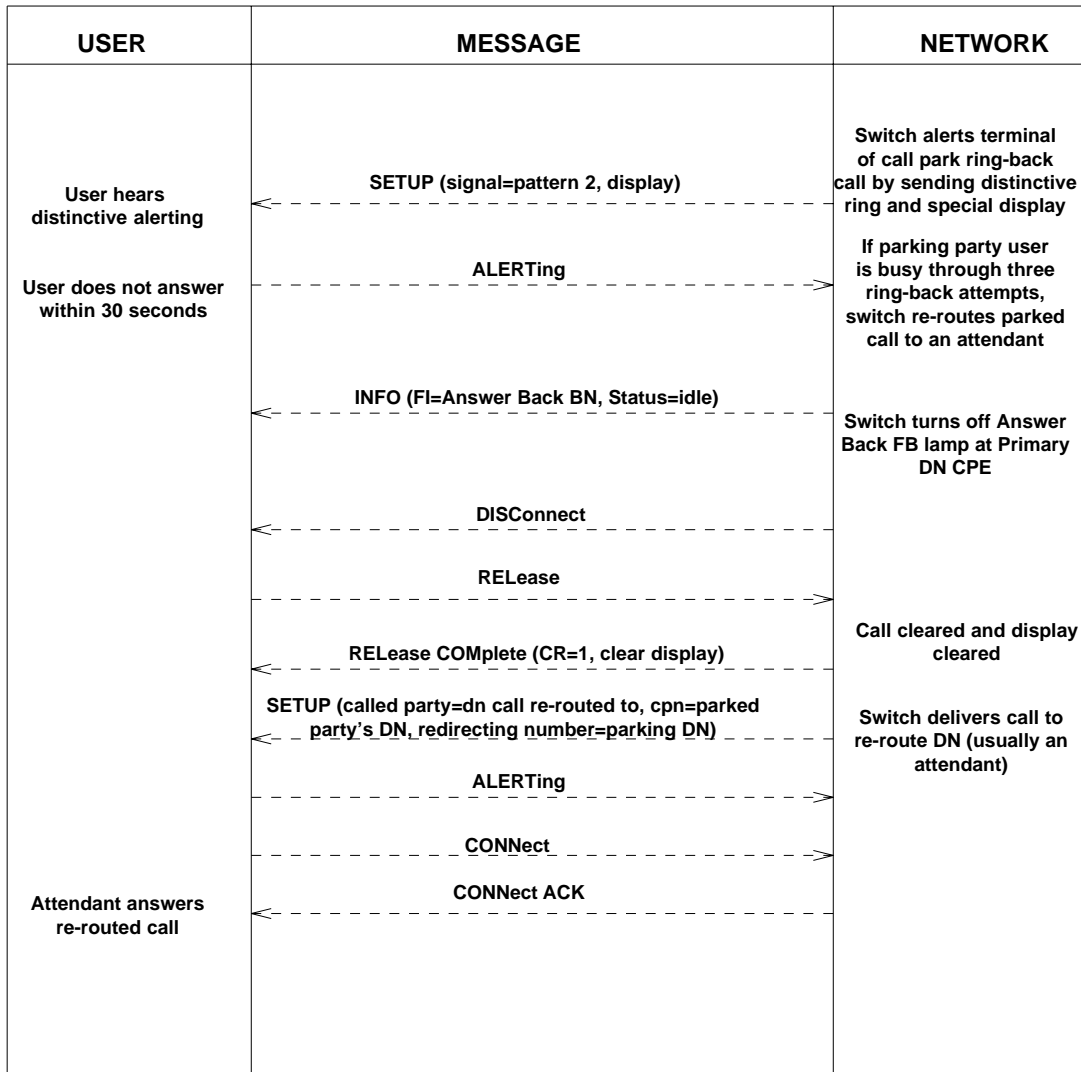 USER
MESSAGE
NETWORK
Switch alerts terminal
of call park ring-back
call by sending distinctive
ring and special display
SETUP (signal=pattern 2, display)
User hears
distinctive alerting
If parking party user
is busy through three
ring-back attempts,
switch re-routes parked
call to an attendant
ALERTing
User does not answer
within 30 seconds
INFO (FI=Answer Back BN, Status=idle)
Switch turns off Answer
Back FB lamp at Primary
DN CPE
DISConnect
RELease
Call cleared and display
cleared
RELease COMplete (CR=1, clear display)
SETUP (called party=dn call re-routed to, cpn=parked
party’s DN, redirecting number=parking DN)
Switch delivers call to
re-route DN (usually an
attendant)
ALERTing
CONNect
CONNect ACK
Attendant answers
re-routed call